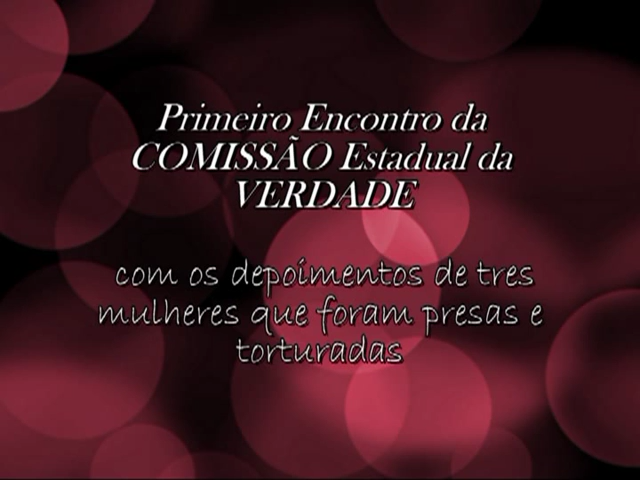 Primeiro Encontro da
COMISSÃO Estadual da
VERDADE
com os depoimentos de tres
mulheres que foram presas e
torturadas